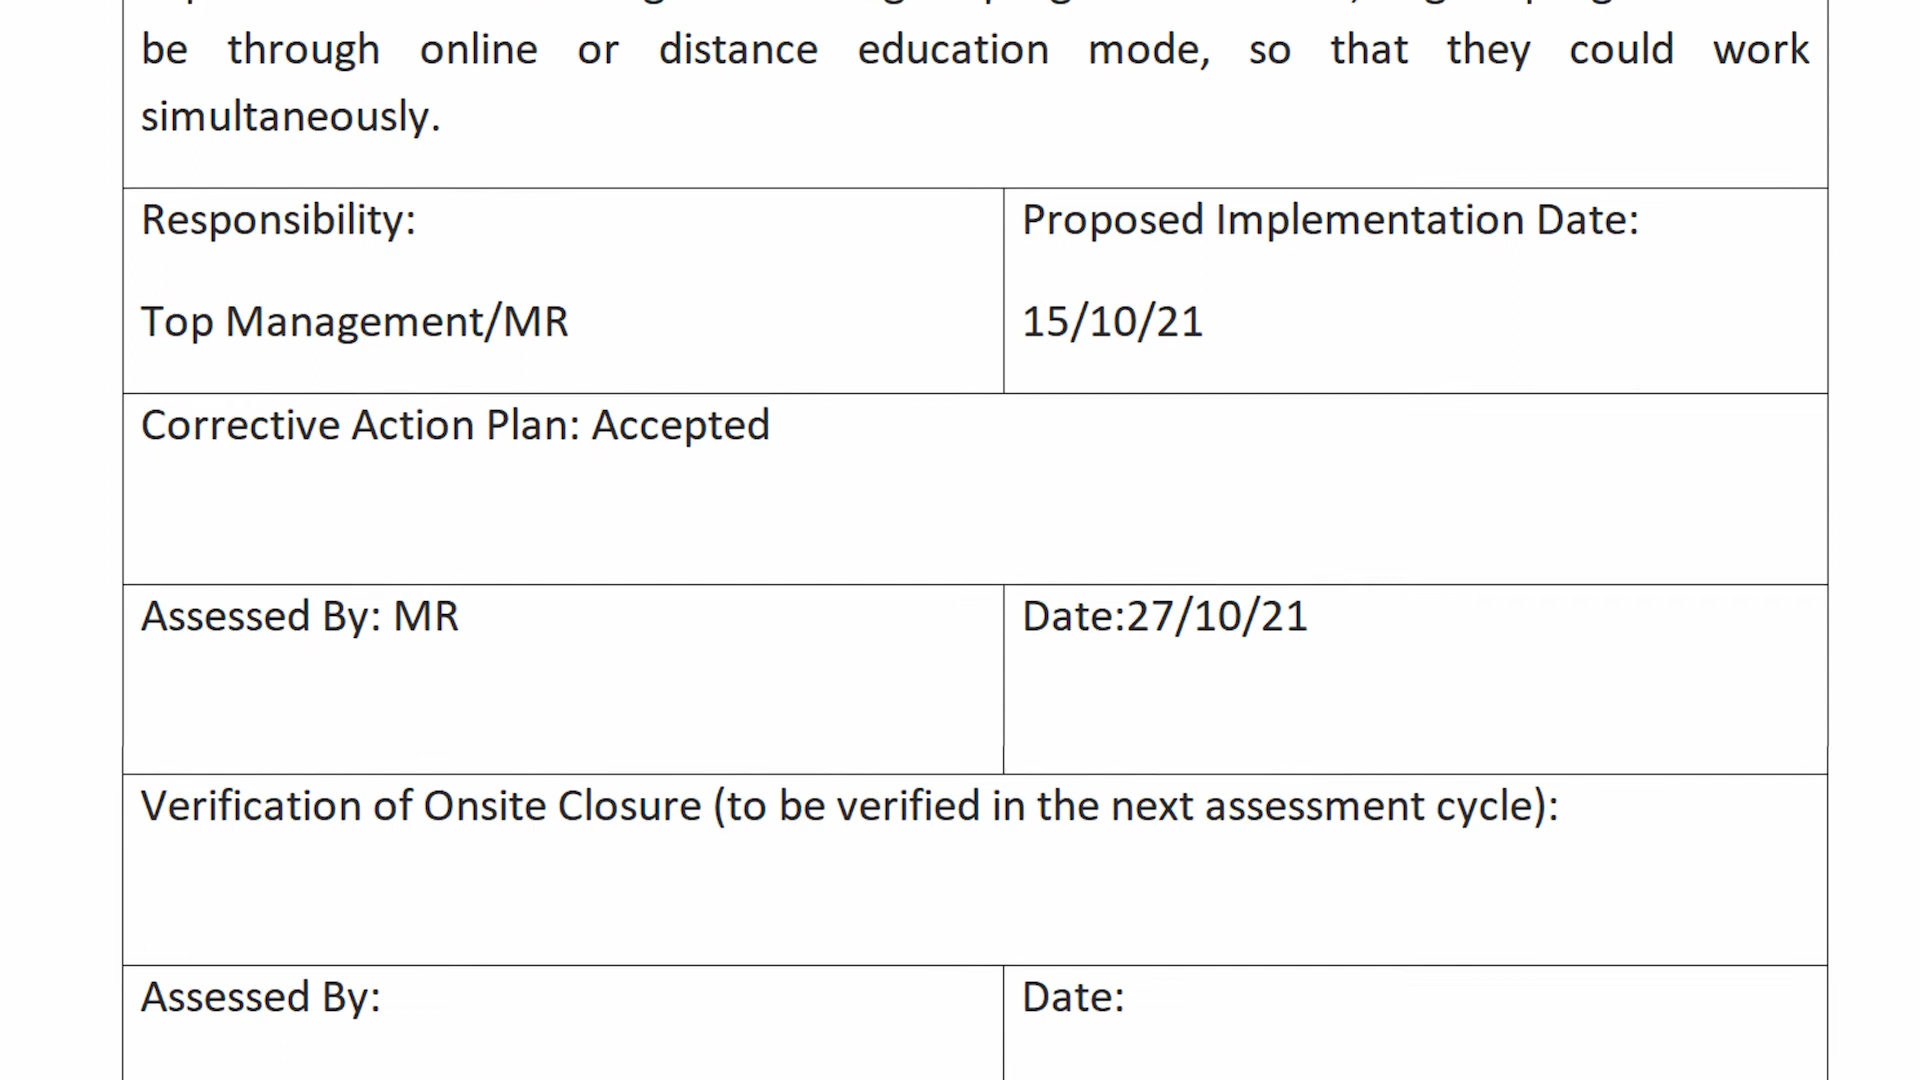 be through online or distance education mode, so that they could work
simultaneously.
Responsibility:
Proposed Implementation Date:
Top Management/MR
15/10/21
Corrective Action Plan: Accepted
Assessed By: MR
Date:27/10/21
Verification of Onsite Closure (to be verified in the next assessment cycle):
Assessed By:
Date: